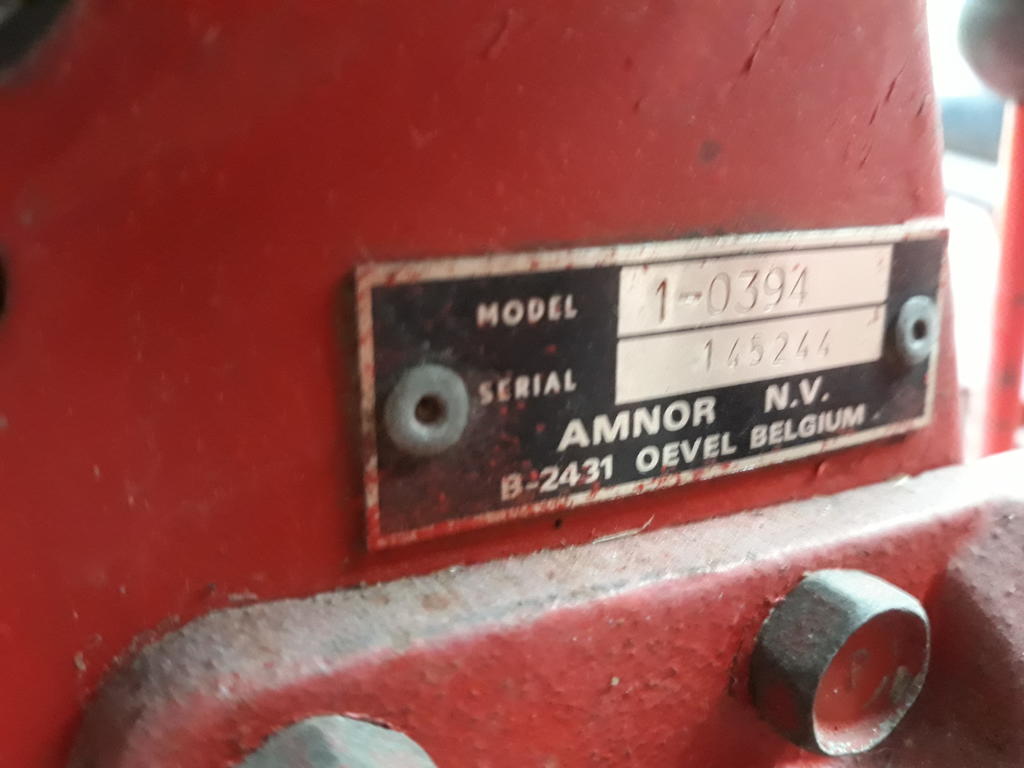 MODEL 1-0394
SERIAL 145244
AMNOR N.V.
B-2431 OEVEL BELGIUM